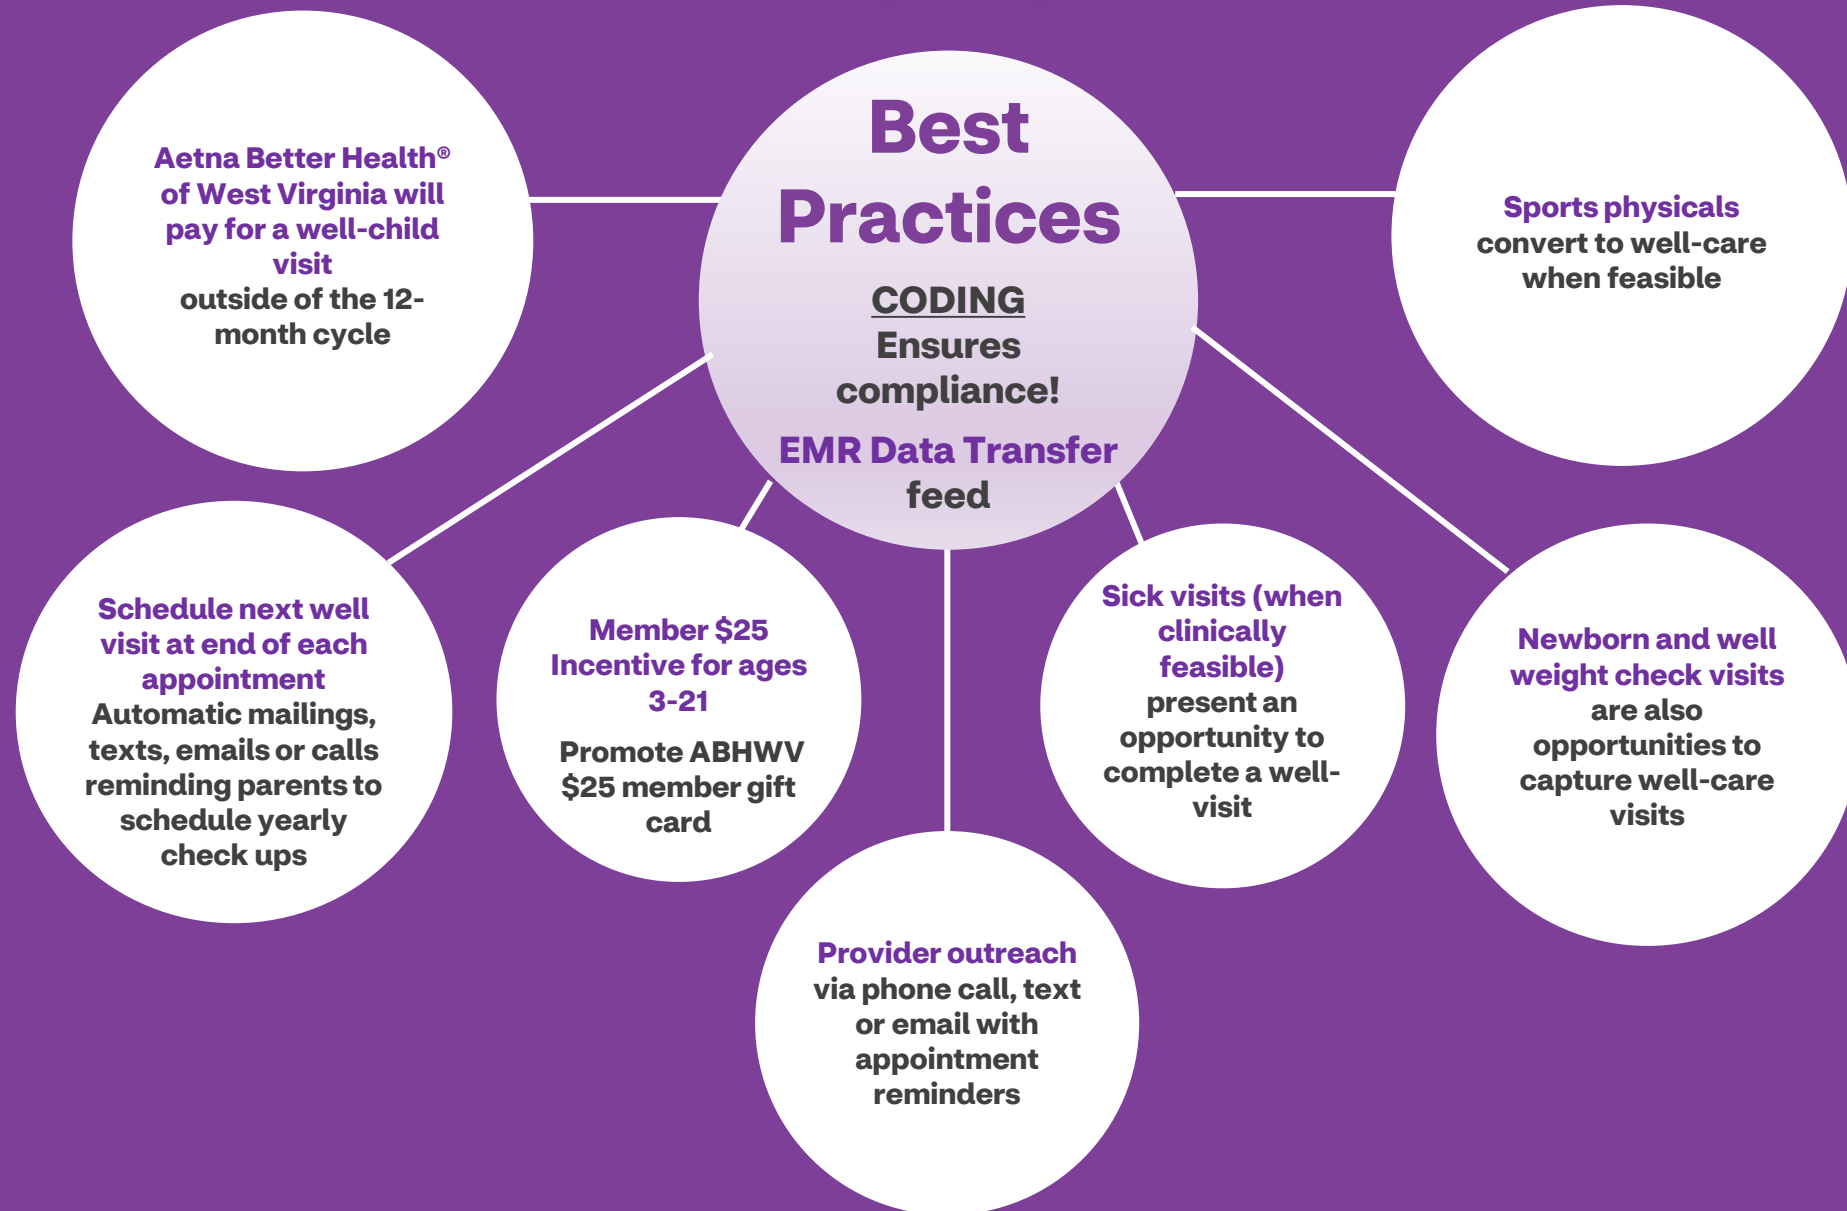 Best
Practices
CODING
Ensures
compliance!
EMR Data Transfer
feed
Aetna Better Health®
of West Virginia will
pay for a well-child
visit
outside of the 12-
month cycle
Sports physicals
convert to well-care
when feasible
Schedule next well
visit at end of each
appointment
Automatic mailings,
texts, emails or calls
reminding parents to
schedule yearly
check ups
Member $25
Incentive for ages
3-21
Promote ABHWV
$25 member gift
card
Provider outreach
via phone call, text
or email with
appointment
reminders
Sick visits (when
clinically
feasible)
present an
opportunity to
complete a well-
visit
Newborn and well
weight check visits
are also
opportunities to
capture well-care
visits